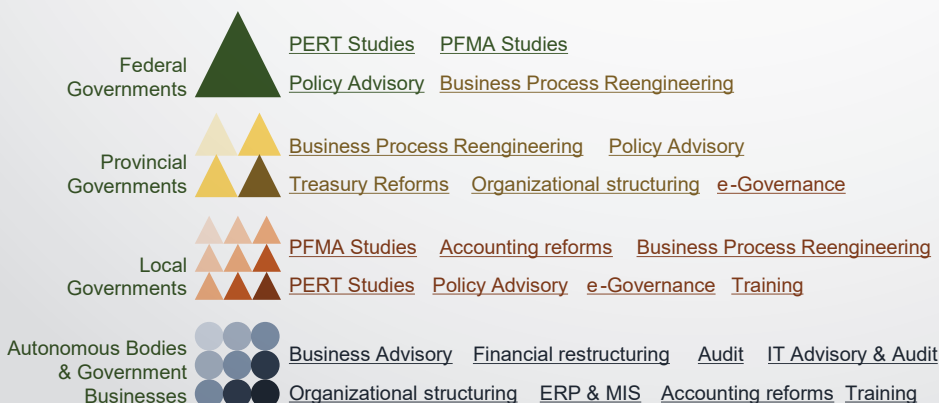 Federal
Governments
PERT Studies PFMA Studies
Policy Advisory Business Process Reengineering
Provincial
Governments
Business Process Reengineering Policy Advisory
Treasury Reforms Organizational structuring e-Governance
Local
Governments
PFMA Studies Accounting reforms Business Process Reengineering
PERT Studies Policy Advisory e-Governance Training
Autonomous Bodies
& Government
Businesses
Business Advisory Financial restructuring Audit IT Advisory & Audit
Organizational structuring ERP & MIS Accounting reforms Training